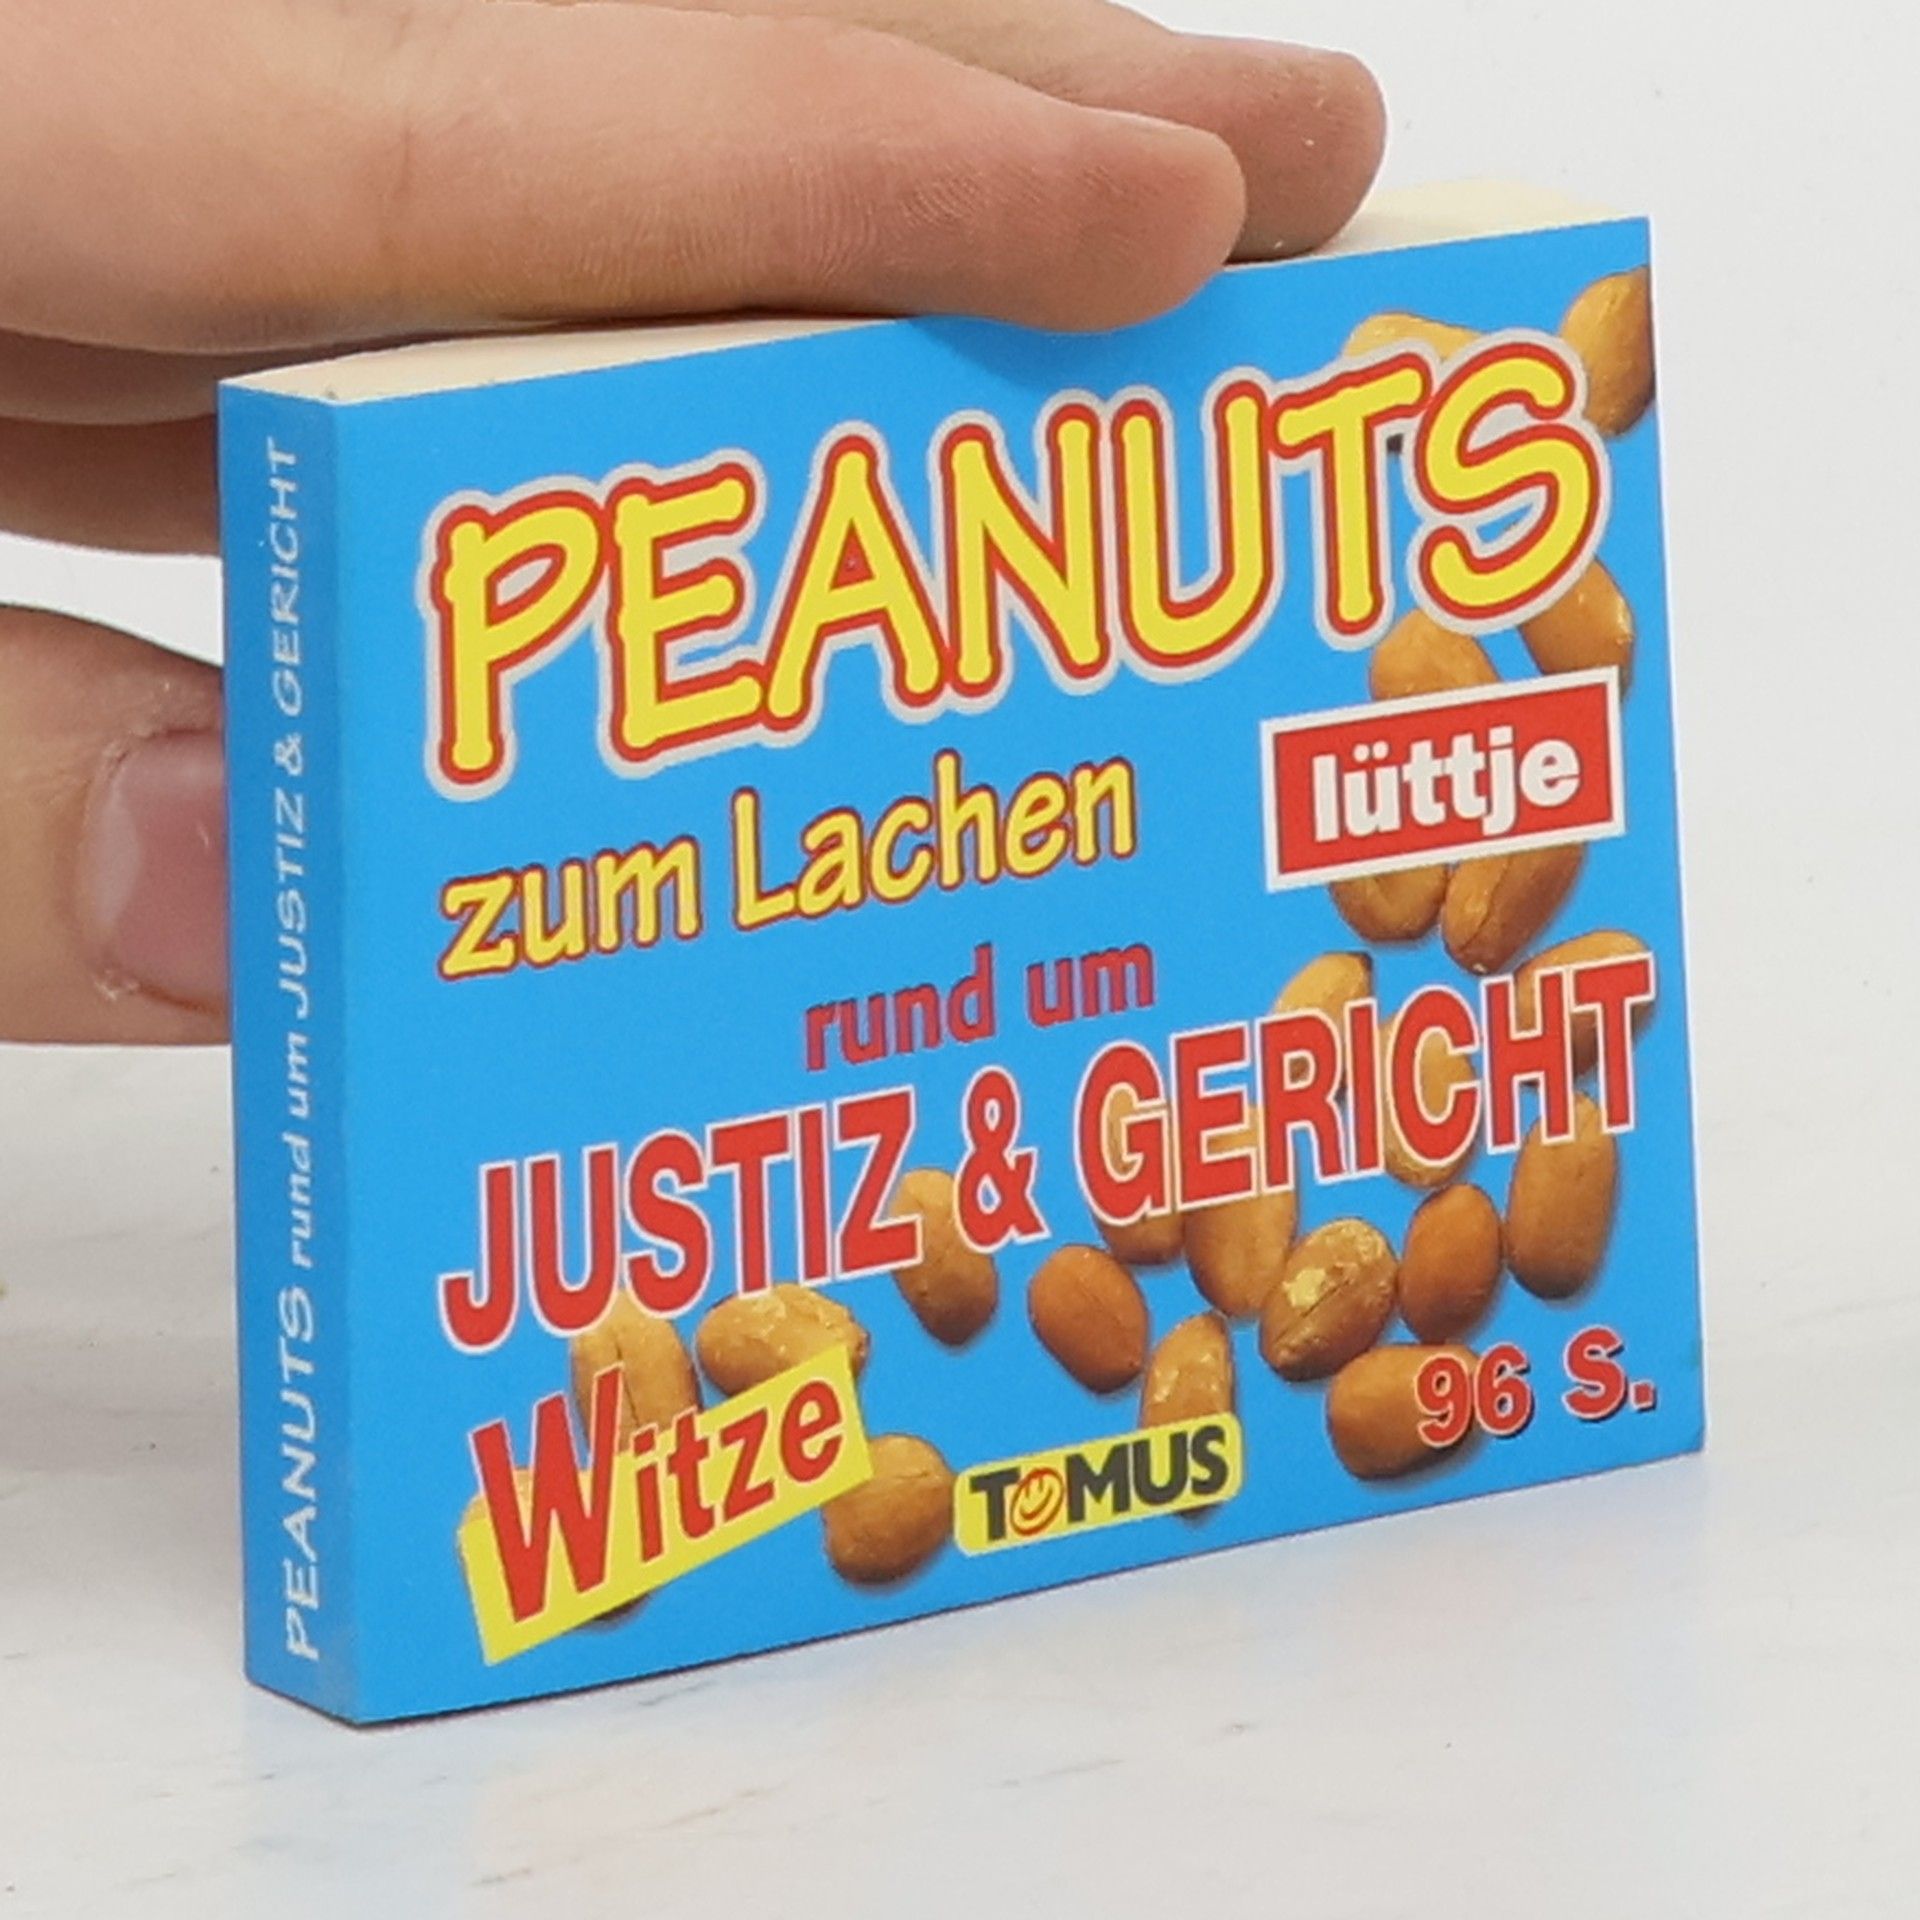 PEANUTS rund um JUSTIZ & GERICHT
PEANUTS
zum Lachen
lüttje
rund um
JUSTIZ & GERICHT
Witze
TOMUS
96 S.